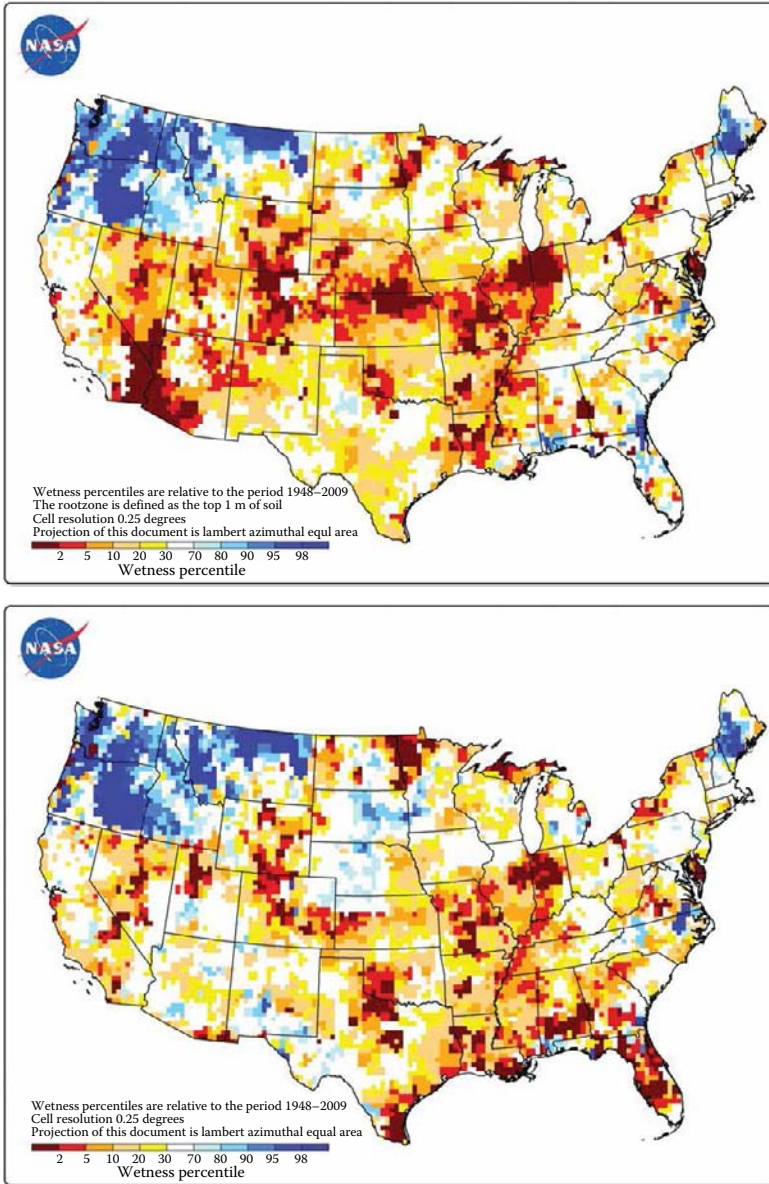 NASA
Wetness percentiles are relative to the period 1948–2009
The rootzone is defined as the top 1 m of soil
Cell resolution 0.25 degrees
Projection of this document is lambert azimuthal equl area
2 5 10 20 30 70 80 90 95 98
Wetness percentile
NASA
Wetness percentiles are relative to the period 1948–2009
Cell resolution 0.25 degrees
Projection of this document is lambert azimuthal equal area
2 5 10 20 30 70 80 90 95 98
Wetness percentile